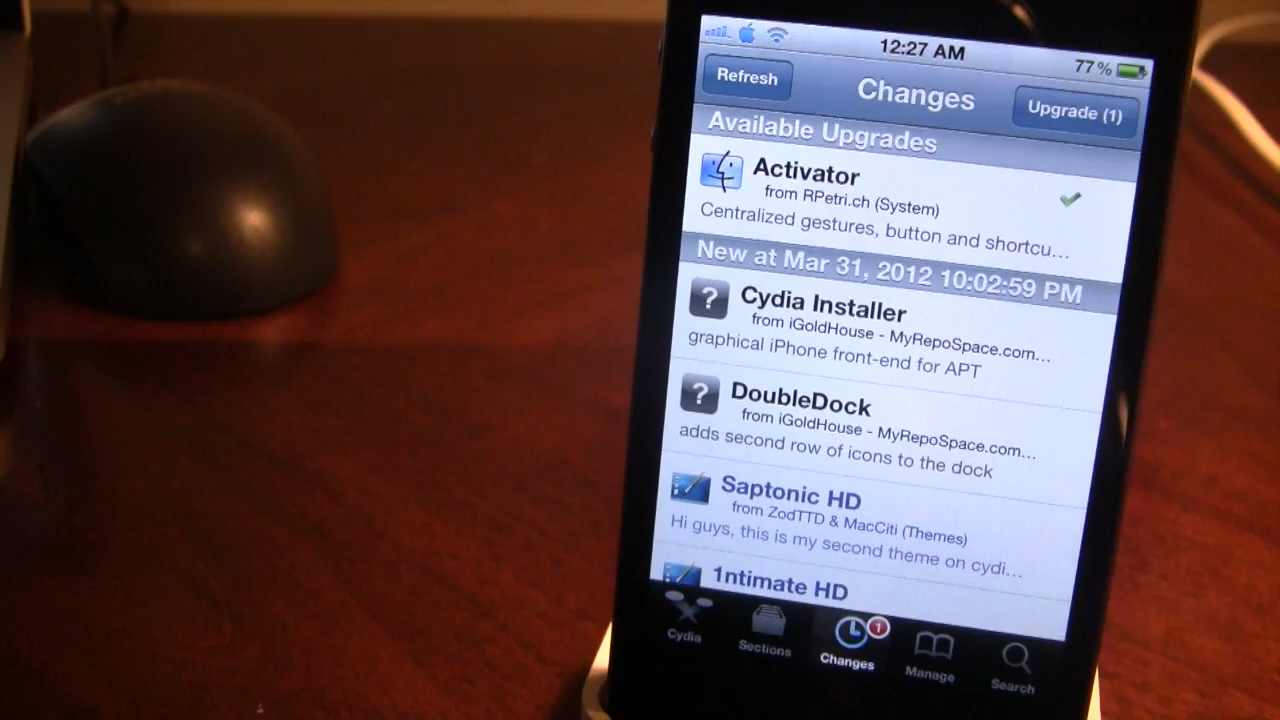 12:27 AM
77%
Refresh
Changes
Upgrade (1)
Available Upgrades
Activator
from RPetri.ch (System)
Centralized gestures, button and shortcu...
New at Mar 31, 2012 10:02:59 PM
?
Cydia Installer
from iGoldHouse - MyRepoSpace.com...
graphical iPhone front-end for APT
?
DoubleDock
from iGoldHouse - MyRepoSpace.com...
adds second row of icons to the dock
Saptonic HD
from ZodTTD & MacCiti (Themes)
Hi guys, this is my second theme on cydi...
1ntimate HD
1
Cydia
Sections
Changes
Manage
Search